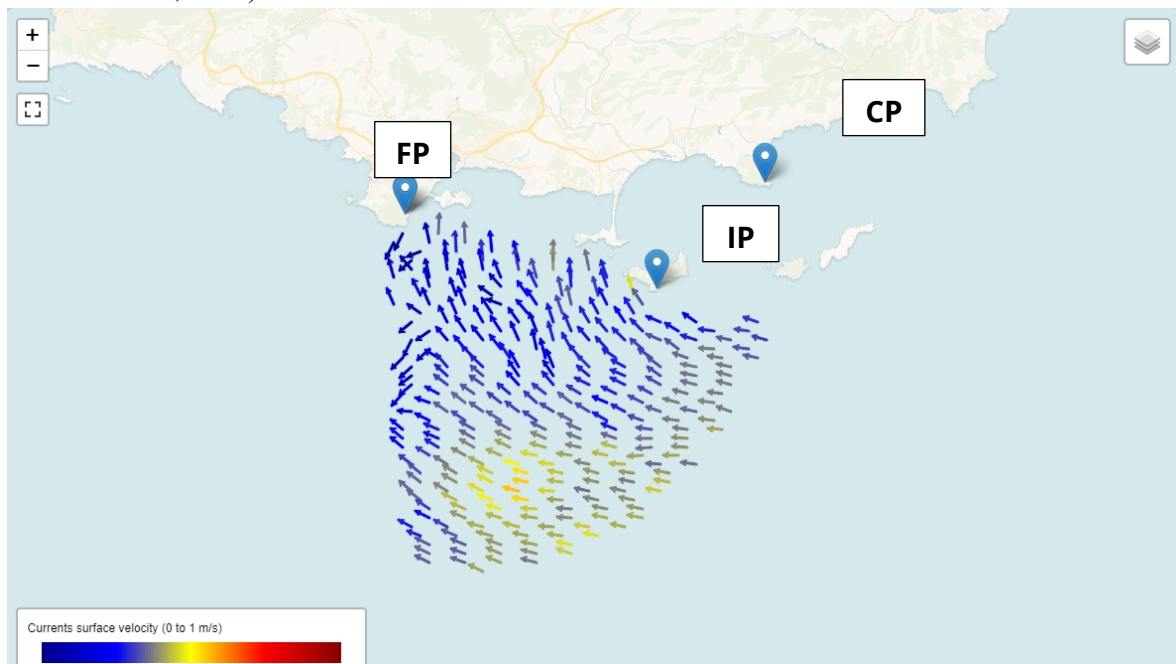 +
−
CP
FP
IP
Currents surface velocity (0 to 1 m/s)